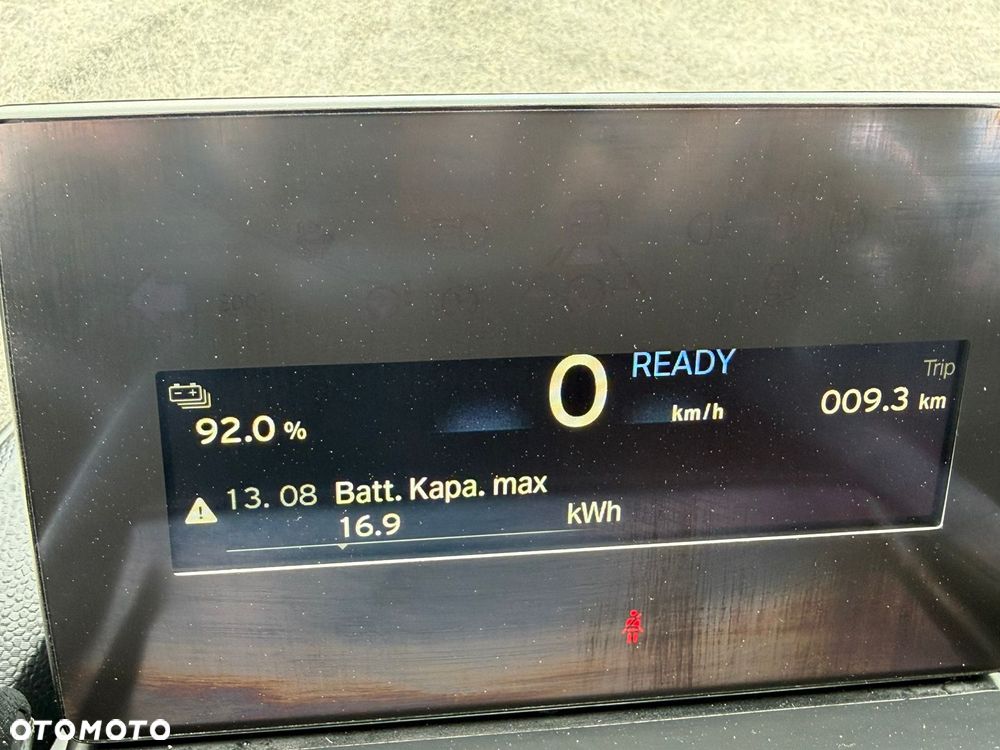 READY
Trip
0
km/h
009.3 km
92.0 %
13. 08 Batt. Kapa. max
16.9 kWh
OTOMOTO